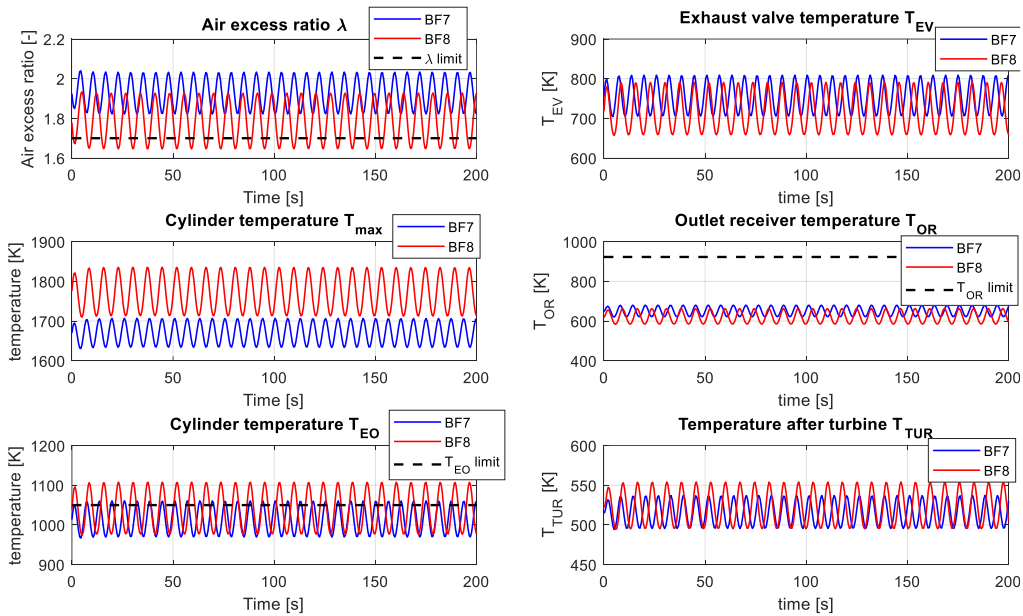 Air excess ratio λ
BF7
BF8
λ limit
Air excess ratio [-]
2.2
2
1.8
1.6
0
50
100
150
200
Time [s]
Exhaust valve temperature T_EV
BF7
BF8
T_EV [K]
900
800
700
600
0
50
100
150
200
time [s]
Cylinder temperature T_max
BF7
BF8
temperature [K]
1900
1800
1700
1600
0
50
100
150
200
Time [s]
Outlet receiver temperature T_OR
BF7
BF8
T_OR limit
T_OR [K]
1000
800
600
400
0
50
100
150
200
time [s]
Cylinder temperature T_EO
BF7
BF8
T_EO limit
temperature [K]
1200
1100
1000
900
0
50
100
150
200
Time [s]
Temperature after turbine T_TUR
BF7
BF8
T_TUR [K]
600
550
500
450
0
50
100
150
200
time [s]